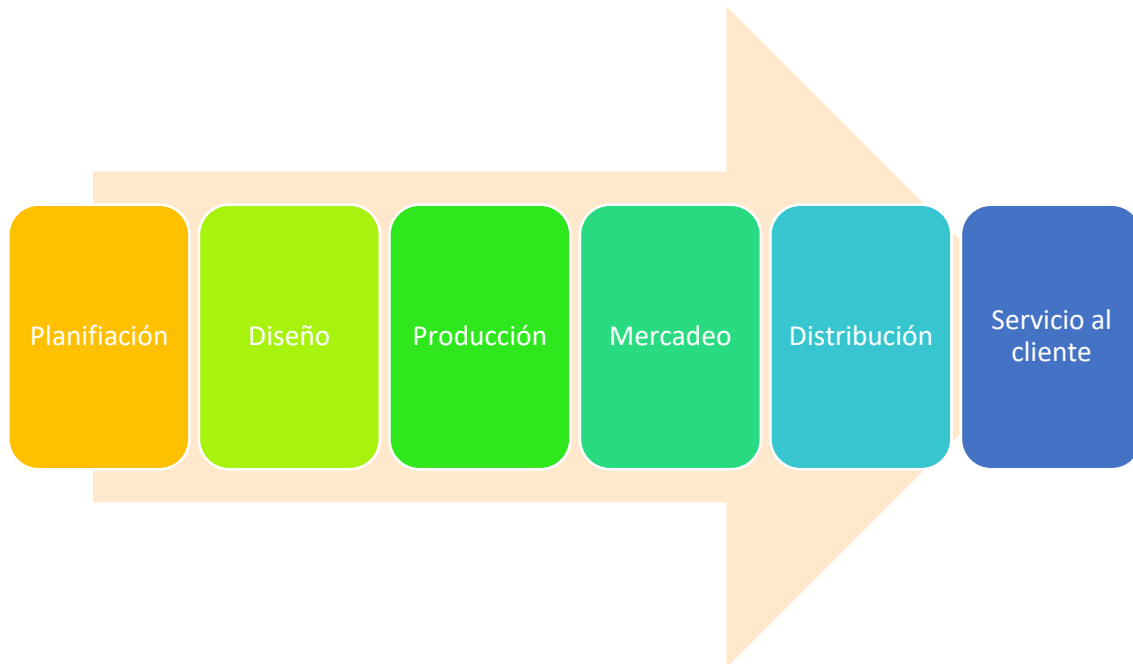 Planifiación
Diseño
Producción
Mercadeo
Distribución
Servicio al
cliente